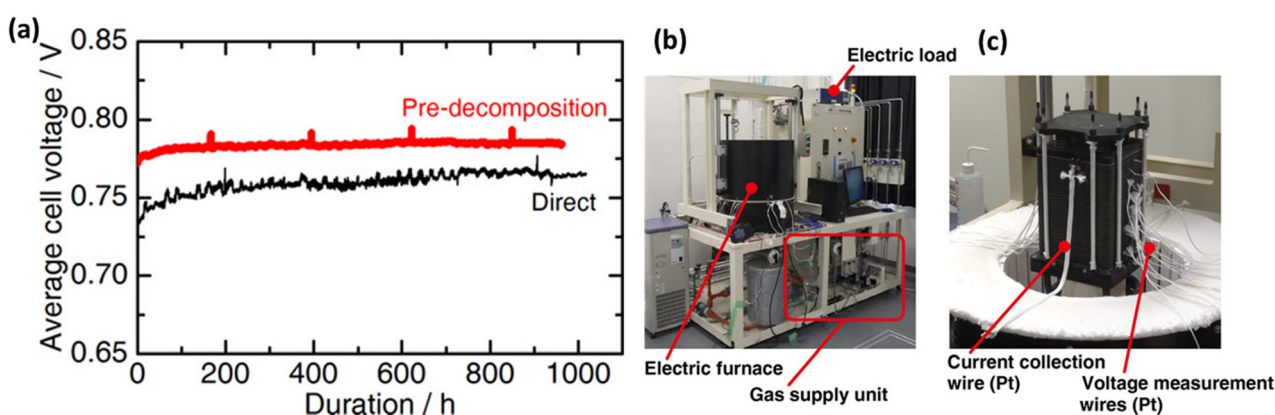 (a)
0.85
0.80
0.75
0.70
0.65
Average cell voltage / V
Pre-decomposition
Direct
0
200
400
600
800
1000
Duration / h
(b)
Electric load
Electric furnace
Gas supply unit
(c)
Current collection
wire (Pt)
Voltage measurement
wires (Pt)